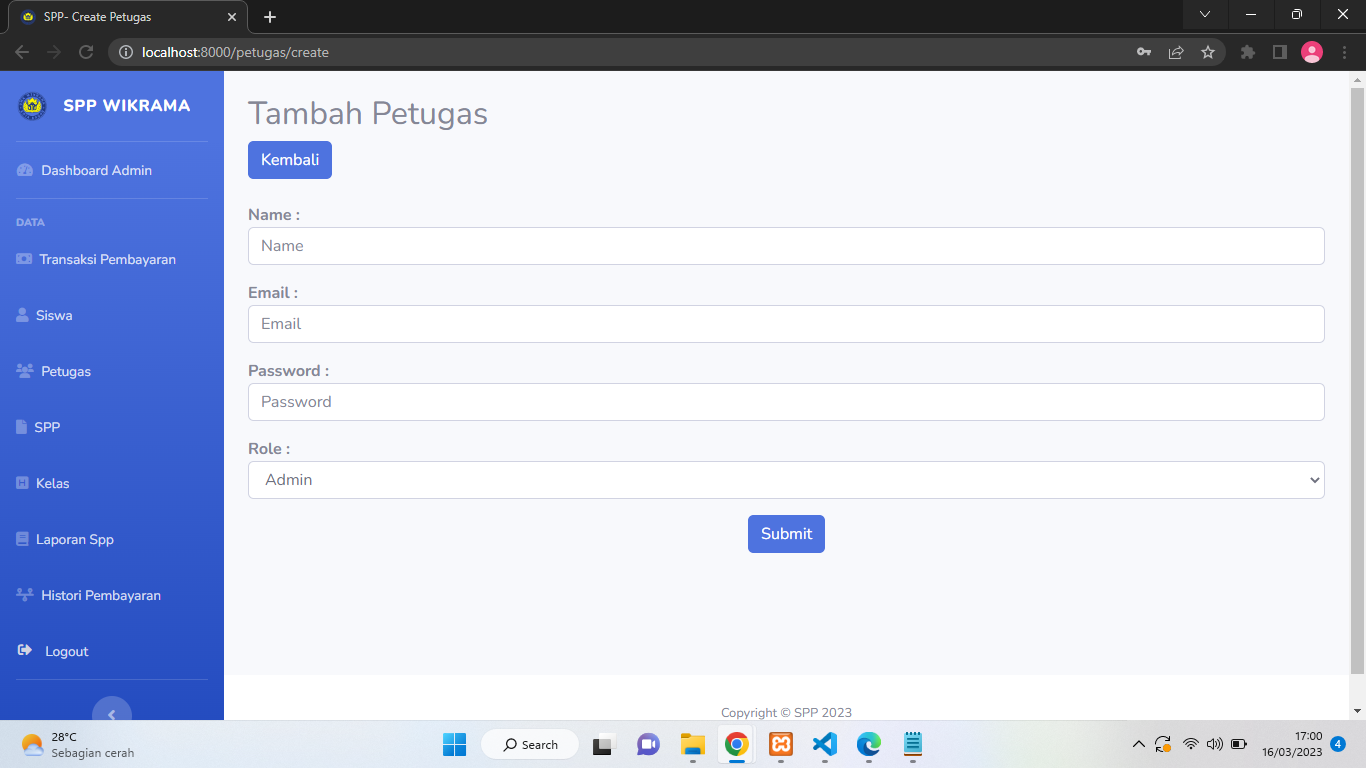 SPP- Create Petugas
localhost:8000/petugas/create
SPP WIKRAMA
Dashboard Admin
DATA
Transaksi Pembayaran
Siswa
Petugas
SPP
Kelas
Laporan Spp
Histori Pembayaran
Logout
Tambah Petugas
Kembali
Name :
Name
Email :
Email
Password :
Password
Role :
Admin
Submit
Copyright © SPP 2023
28°C
Sebagian cerah
Search
17:00
16/03/2023
4